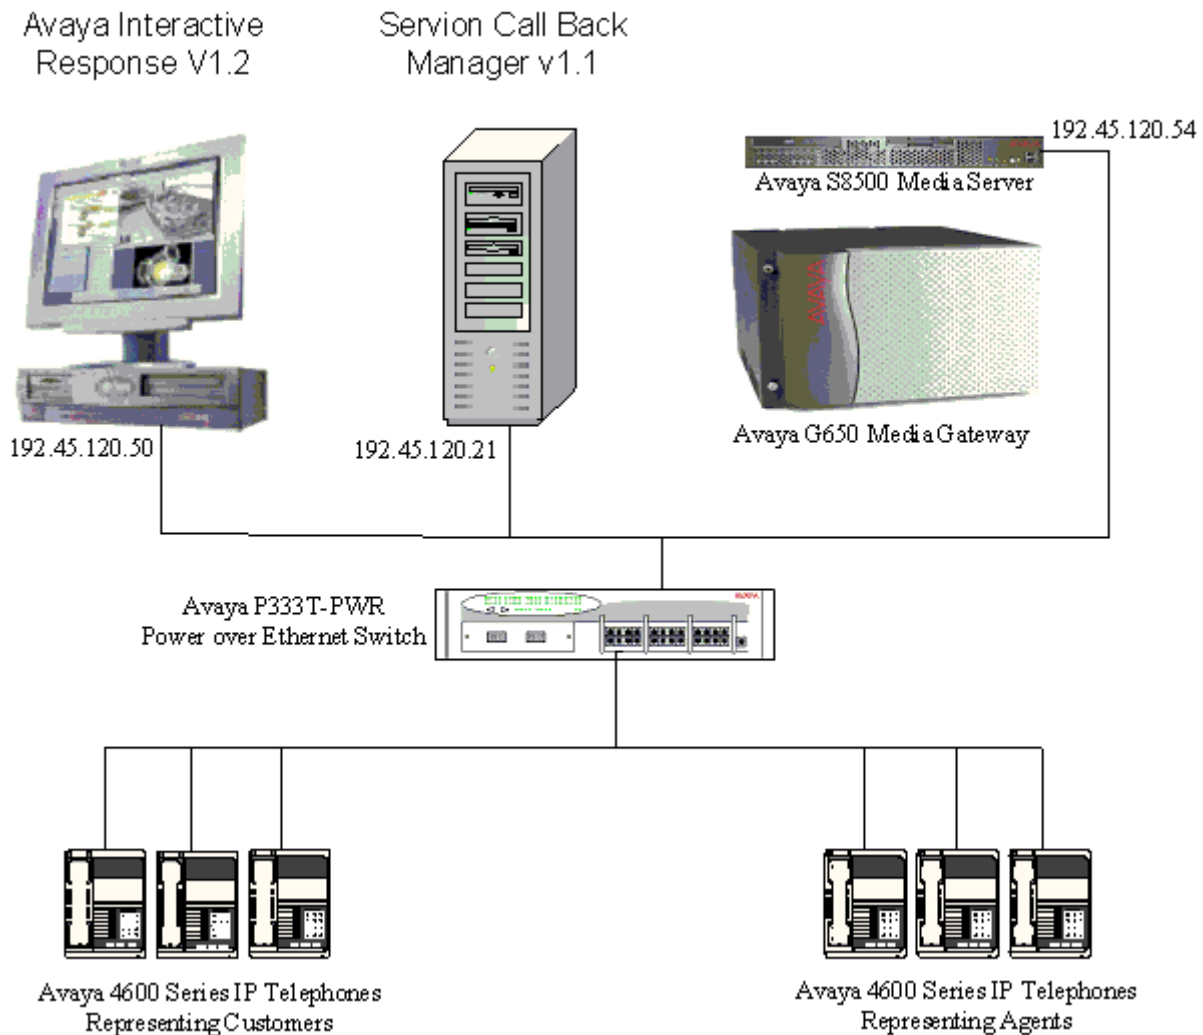 Avaya Interactive
Response V1.2
Servion Call Back
Manager v1.1
192.45.120.54
Avaya S8500 Media Server
AVAYA
Avaya G650 Media Gateway
192.45.120.50
192.45.120.21
Avaya P333T-PWR
Power over Ethernet Switch
Avaya 4600 Series IP Telephones
Representing Customers
Avaya 4600 Series IP Telephones
Representing Agents